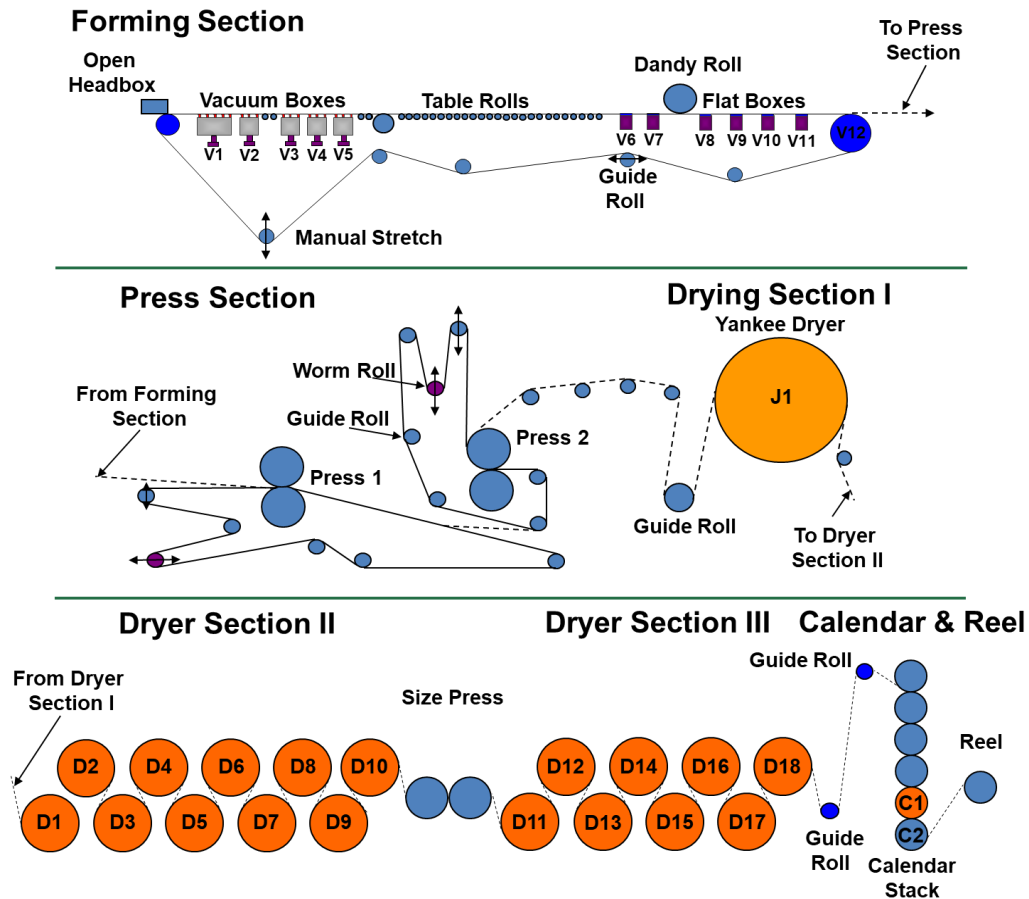 Forming Section
Open
Headbox
Vacuum Boxes
Table Rolls
Dandy Roll
Flat Boxes
To Press
Section
V1
V2
V3
V4
V5
V6
V7
V8
V9
V10
V11
V12
Guide
Roll
Manual Stretch
Press Section
Drying Section I
Yankee Dryer
J1
Worm Roll
From Forming
Section
Guide Roll
Press 2
Press 1
Guide Roll
To Dryer
Section II
Dryer Section II
Dryer Section III
Calendar & Reel
From Dryer
Section I
Size Press
Guide Roll
Reel
D2
D4
D6
D8
D10
D12
D14
D16
D18
D1
D3
D5
D7
D9
D11
D13
D15
D17
C1
C2
Guide
Roll
Calendar
Stack